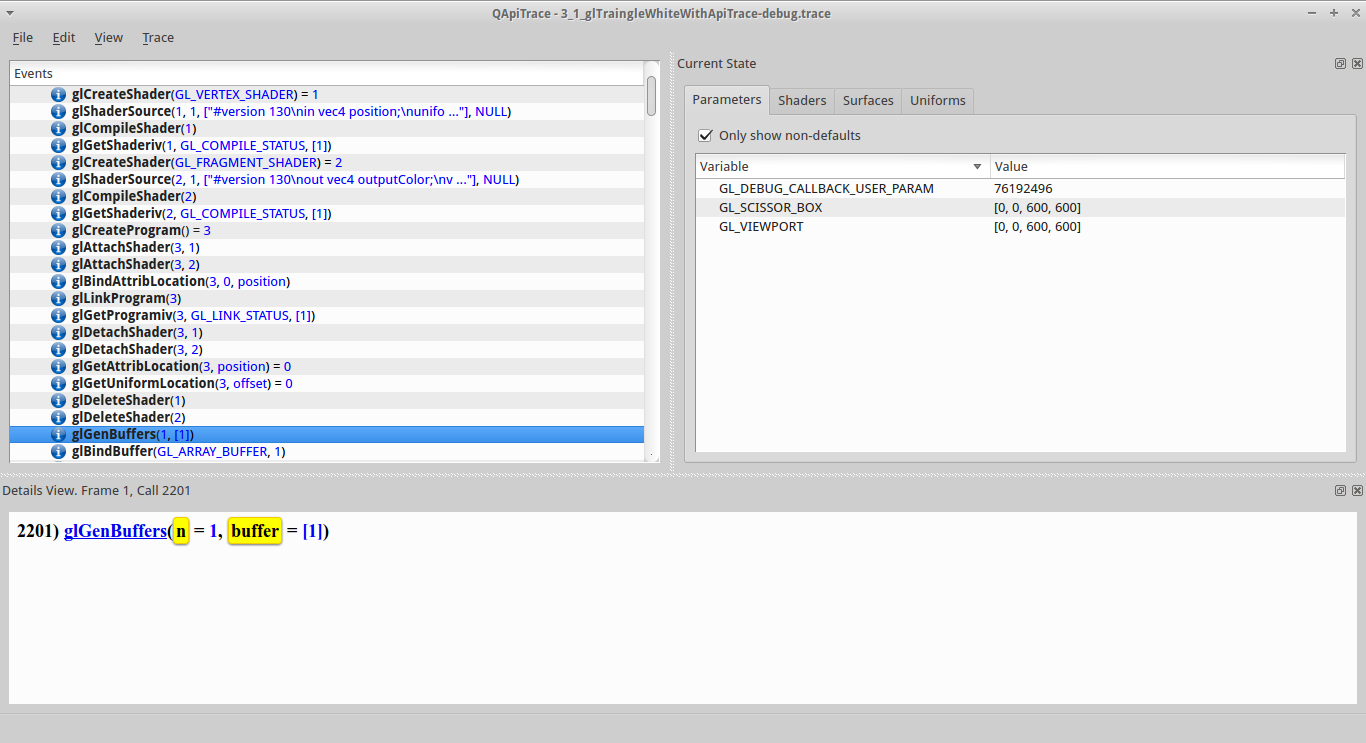 QApiTrace - 3_1_glTraingleWhiteWithApiTrace-debug.trace
File Edit View Trace
Events
glCreateShader(GL_VERTEX_SHADER) = 1
glShaderSource(1, 1, ["#version 130\nin vec4 position;\nunifo ..."], NULL)
glCompileShader(1)
glGetShaderiv(1, GL_COMPILE_STATUS, [1])
glCreateShader(GL_FRAGMENT_SHADER) = 2
glShaderSource(2, 1, ["#version 130\nout vec4 outputColor;\nv ..."], NULL)
glCompileShader(2)
glGetShaderiv(2, GL_COMPILE_STATUS, [1])
glCreateProgram() = 3
glAttachShader(3, 1)
glAttachShader(3, 2)
glBindAttribLocation(3, 0, position)
glLinkProgram(3)
glGetProgramiv(3, GL_LINK_STATUS, [1])
glDetachShader(3, 1)
glDetachShader(3, 2)
glGetAttribLocation(3, position) = 0
glGetUniformLocation(3, offset) = 0
glDeleteShader(1)
glDeleteShader(2)
glGenBuffers(1, [1])
glBindBuffer(GL_ARRAY_BUFFER, 1)
Current State
Parameters Shaders Surfaces Uniforms
Only show non-defaults
Variable Value
GL_DEBUG_CALLBACK_USER_PARAM 76192496
GL_SCISSOR_BOX [0, 0, 600, 600]
GL_VIEWPORT [0, 0, 600, 600]
Details View. Frame 1, Call 2201
2201) glGenBuffers(n = 1, buffer = [1])